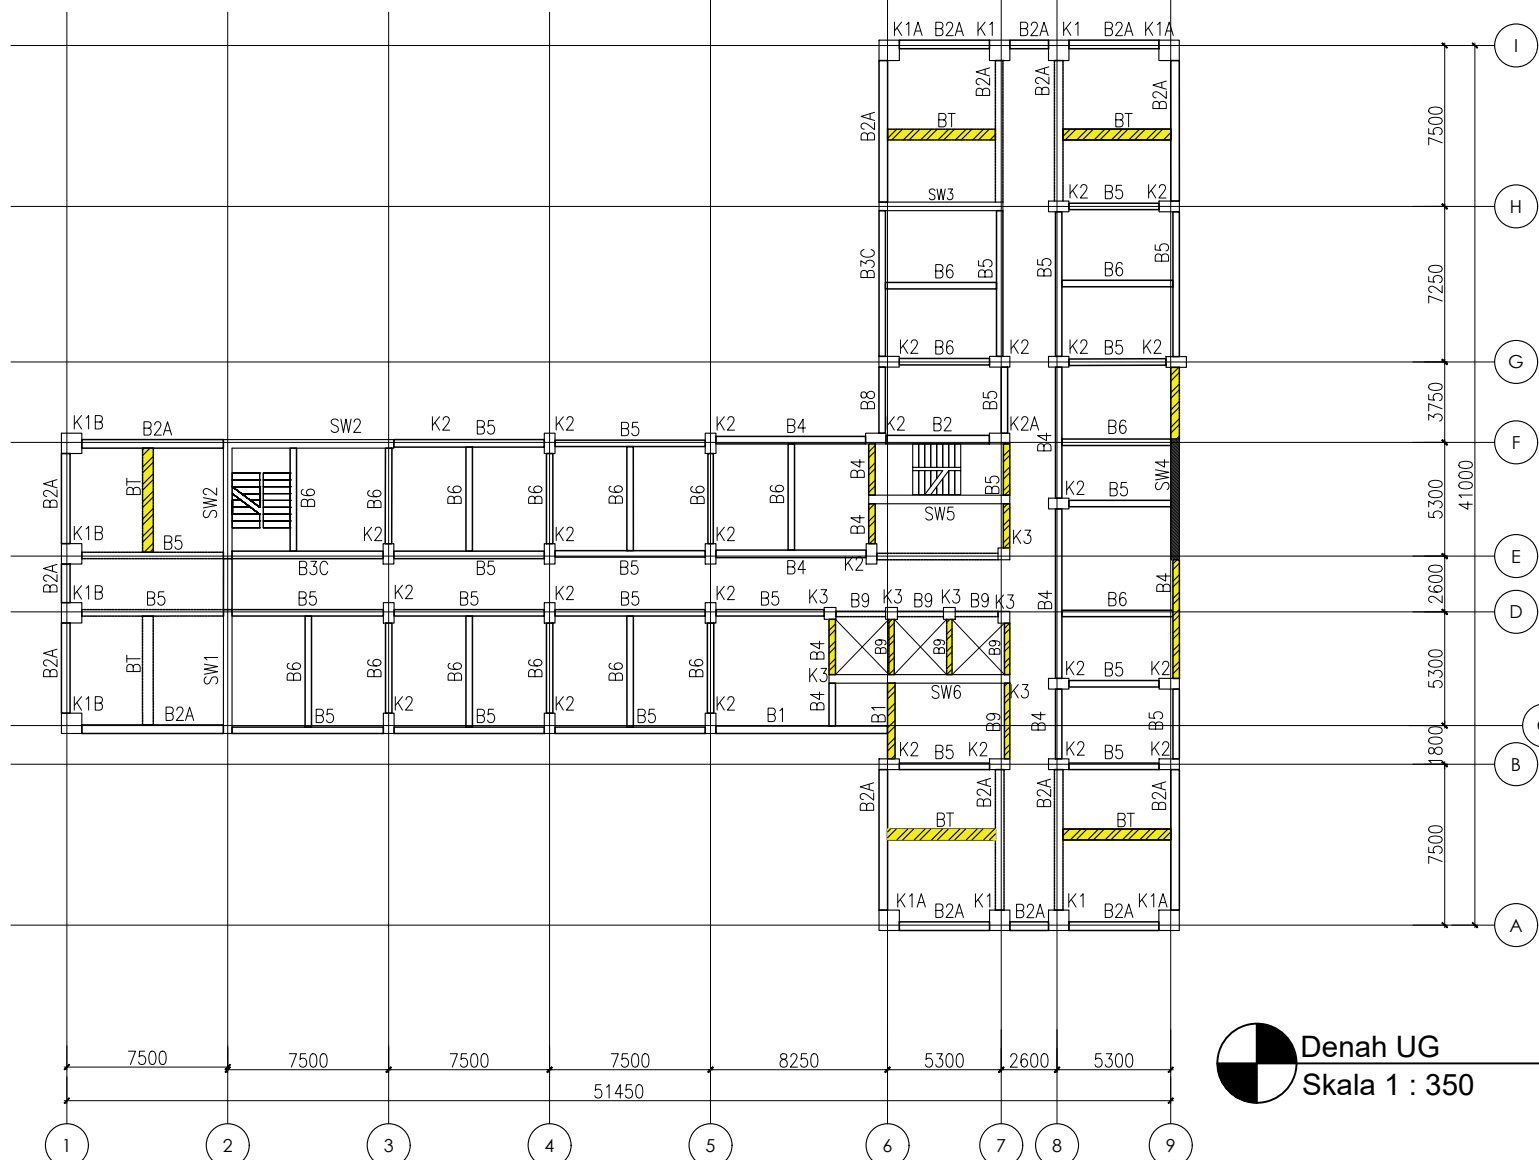 K1A B2A K1 B2A K1 B2A K1A
I
B2A B2A B2A
B2A BT BT 7500
SW3 K2 B5 K2
H
B3C B6 B5 B5 B6 B5 7250
K2 B6 K2 K2 B5 K2
G
B8 B5 3750
K1B B2A SW2 K2 B5 K2 B5 K2 B4 K2 B2 K2A B4 B6
F
B2A BT SW2 B6 B6 B6 B6 B6 B6 B4 B5 SW4 5300 41000
K2 B5
SW5
B4
K1B B5 K2 K2 K2 K2 K3
E
B3C B5 B5 B4
B2A B4 B4 2600
K1B B5 B5 K2 B5 K2 B5 K2 B5 K3 B9 K3 B9 K3 B9 K3 B6
D
B2A BT SW1 B6 B6 B6 B6 B6 B4 B9 B9 B9 5300
K3 SW6 K3 K2 B5 K2
K1B B2A B5 K2 B5 K2 B5 K2 B1 B4 B1 B9 B4 B5
1800
K2 B5 K2 K2 B5 K2
B
B2A B2A B2A B2A
BT BT 7500
K1A B2A K1 B2A K1 B2A K1A
A
Denah UG
Skala 1 : 350
7500 7500 7500 7500 8250 5300 2600 5300
51450
1 2 3 4 5 6 7 8 9